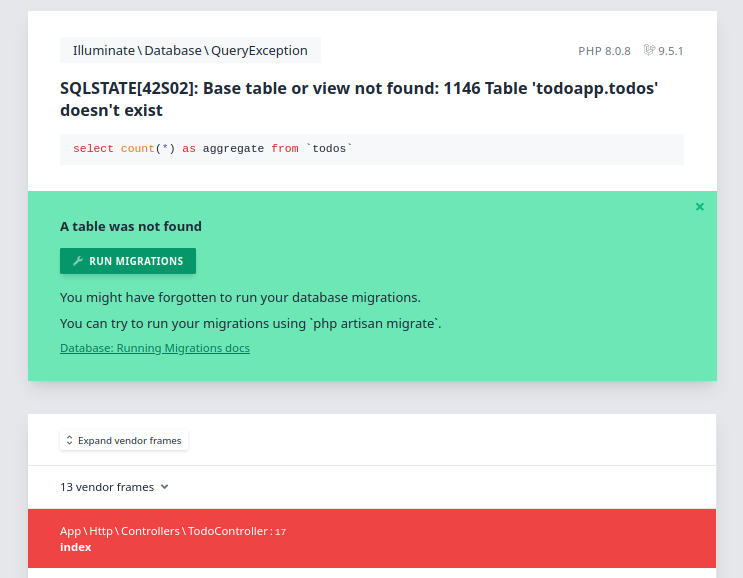 Illuminate\Database\QueryException
PHP 8.0.8 9.5.1
SQLSTATE[42S02]: Base table or view not found: 1146 Table 'todoapp.todos'
doesn't exist
select count(*) as aggregate from `todos`
×
A table was not found
RUN MIGRATIONS
You might have forgotten to run your database migrations.
You can try to run your migrations using `php artisan migrate`.
Database: Running Migrations docs
Expand vendor frames
13 vendor frames
App\Http\Controllers\TodoController:17
index